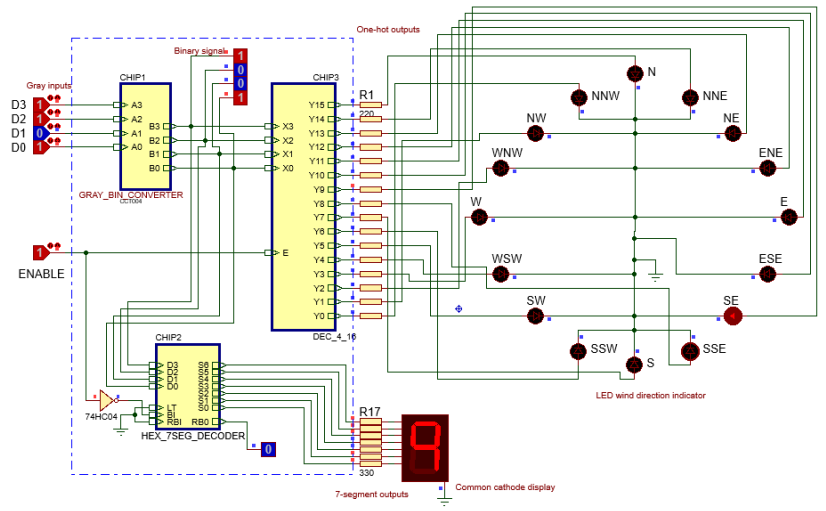 One-hot outputs
Binary signal
1
0
0
1
Gray inputs
D3 1
D2 1
D1 0
D0 1
CHIP1
A3
A2
A1
A0
B3
B2
B1
B0
GRAY_BIN_CONVERTER
CCT004
CHIP3
X3
X2
X1
X0
E
Y15
Y14
Y13
Y12
Y11
Y10
Y9
Y8
Y7
Y6
Y5
Y4
Y3
Y2
Y1
Y0
DEC_4_16
R1
220
1
ENABLE
N
NNW
NNE
NW
NE
WNW
ENE
W
E
WSW
ESE
SW
SE
SSW
S
SSE
LED wind direction indicator
CHIP2
D3
D2
D1
D0
LT
BI
RBI
S6
S5
S4
S3
S2
S1
S0
RB0
HEX_7SEG_DECODER
74HC04
0
R17
330
9
7-segment outputs
Common cathode display